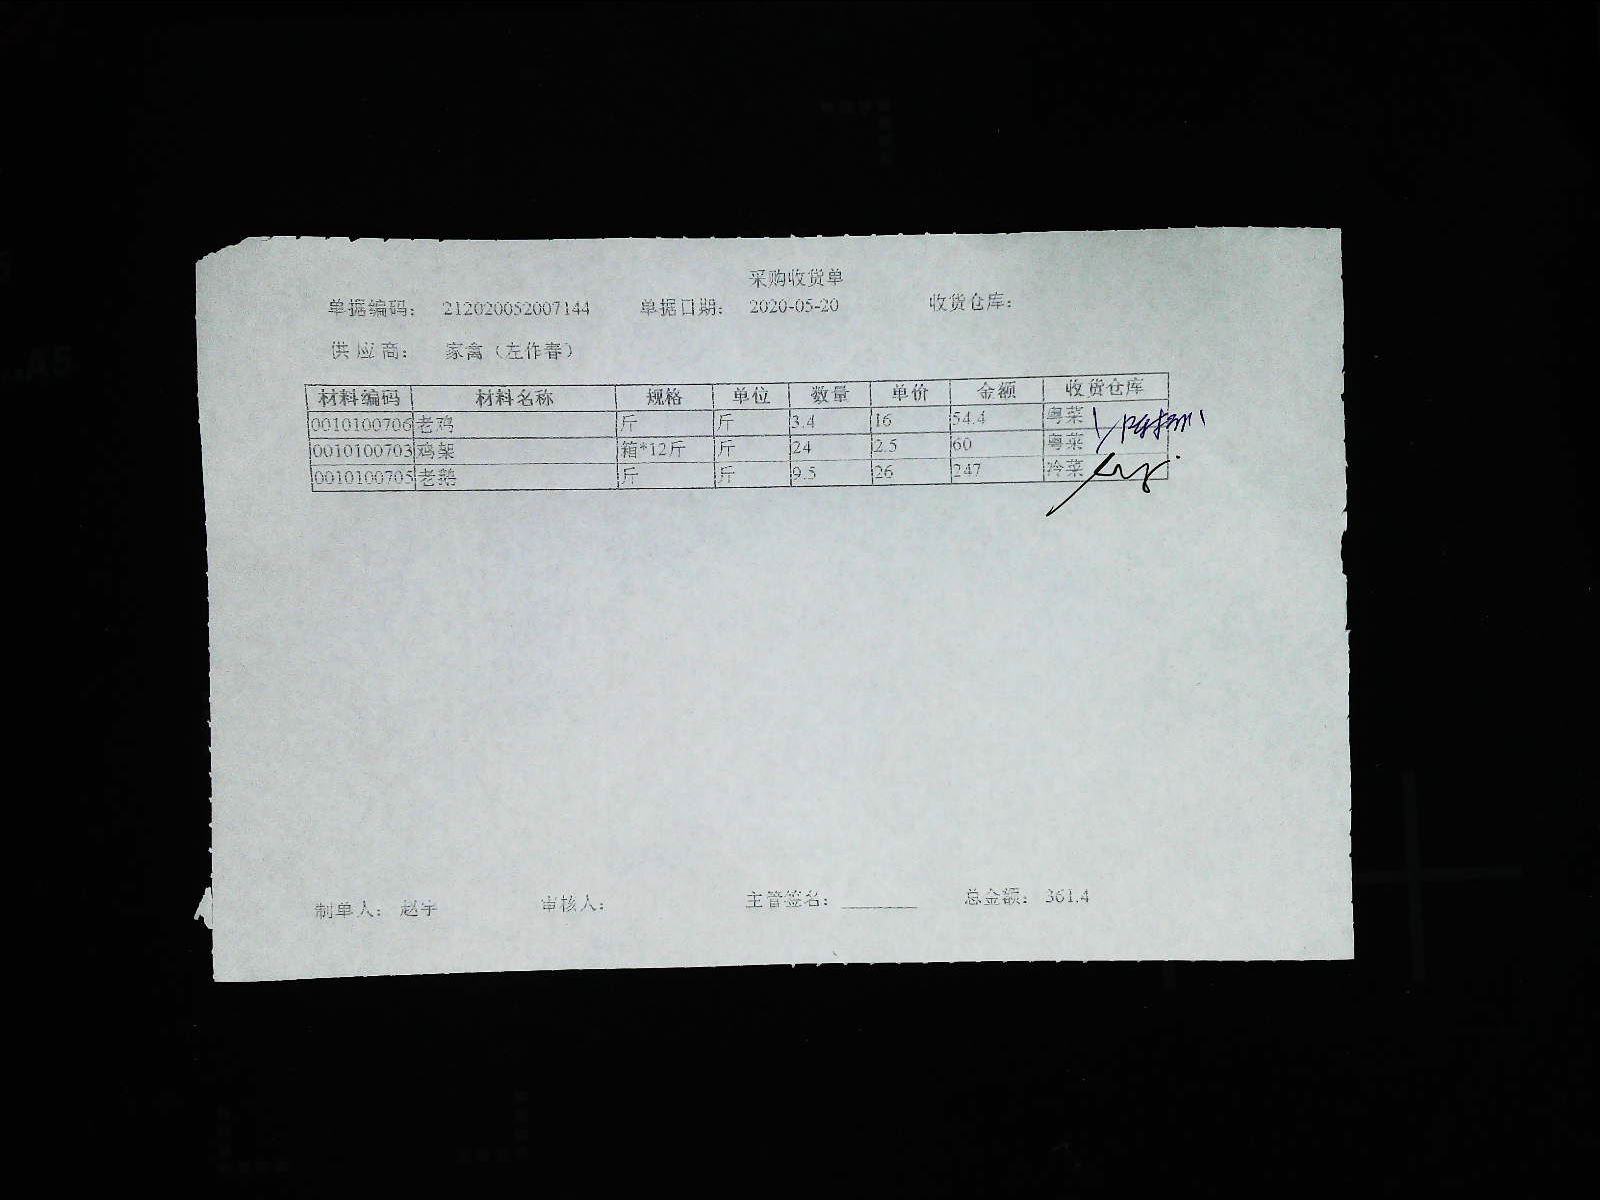 采购收货单
单据编码： 212020052007144 单据日期： 2020-05-20 收货仓库：
供应商： 家禽（左作春）
材料编码 材料名称 规格 单位 数量 单价 金额 收货仓库
0010100706 老鸡 斤 斤 3.4 16 54.4 粤菜
0010100703 鸡架 箱*12斤 斤 24 2.5 60 粤菜
0010100705 老鹅 斤 斤 9.5 26 247 冷菜
制单人： 赵宇 审核人： 主管签名： ________ 总金额： 361.4